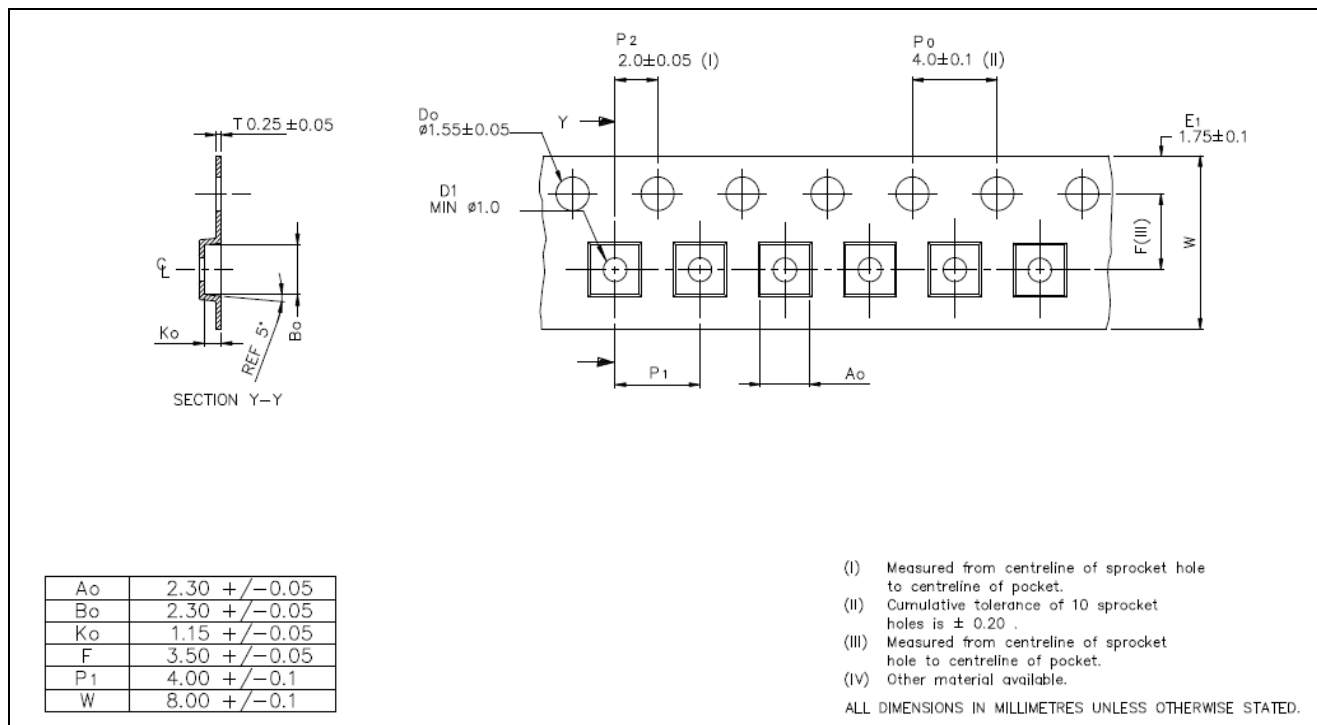 P2
2.0±0.05 (I)
Po
4.0±0.1 (II)
T 0.25 ±0.05
Do
ø1.55±0.05
Y
E1
1.75±0.1
D1
MIN ø1.0
F(III)
W
℄
Ko
REF 5°
Bo
P1
Ao
SECTION Y-Y
Ao 2.30 +/-0.05
Bo 2.30 +/-0.05
Ko 1.15 +/-0.05
F 3.50 +/-0.05
P1 4.00 +/-0.1
W 8.00 +/-0.1
(I) Measured from centreline of sprocket hole
to centreline of pocket.
(II) Cumulative tolerance of 10 sprocket
holes is ± 0.20 .
(III) Measured from centreline of sprocket
hole to centreline of pocket.
(IV) Other material available.
ALL DIMENSIONS IN MILLIMETRES UNLESS OTHERWISE STATED.